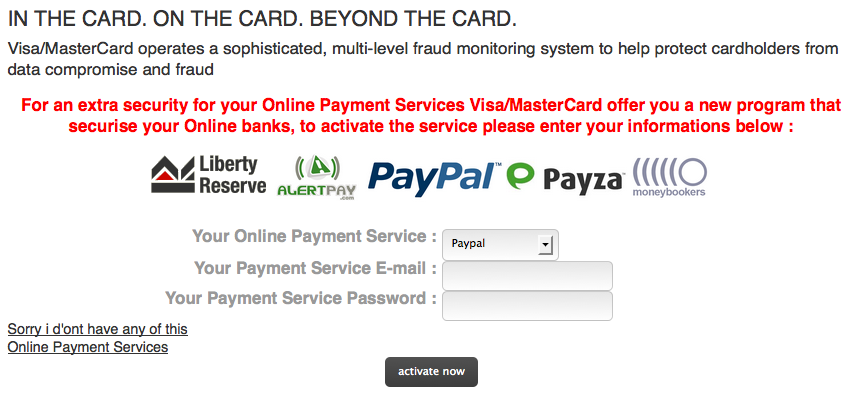 IN THE CARD. ON THE CARD. BEYOND THE CARD.
Visa/MasterCard operates a sophisticated, multi-level fraud monitoring system to help protect cardholders from
data compromise and fraud
For an extra security for your Online Payment Services Visa/MasterCard offer you a new program that
securise your Online banks, to activate the service please enter your informations below :
Liberty
Reserve
ALERTPAY
.com
PayPal™
Payza™
moneybookers
Your Online Payment Service :
Paypal
Your Payment Service E-mail :
Your Payment Service Password :
Sorry i d'ont have any of this
Online Payment Services
activate now